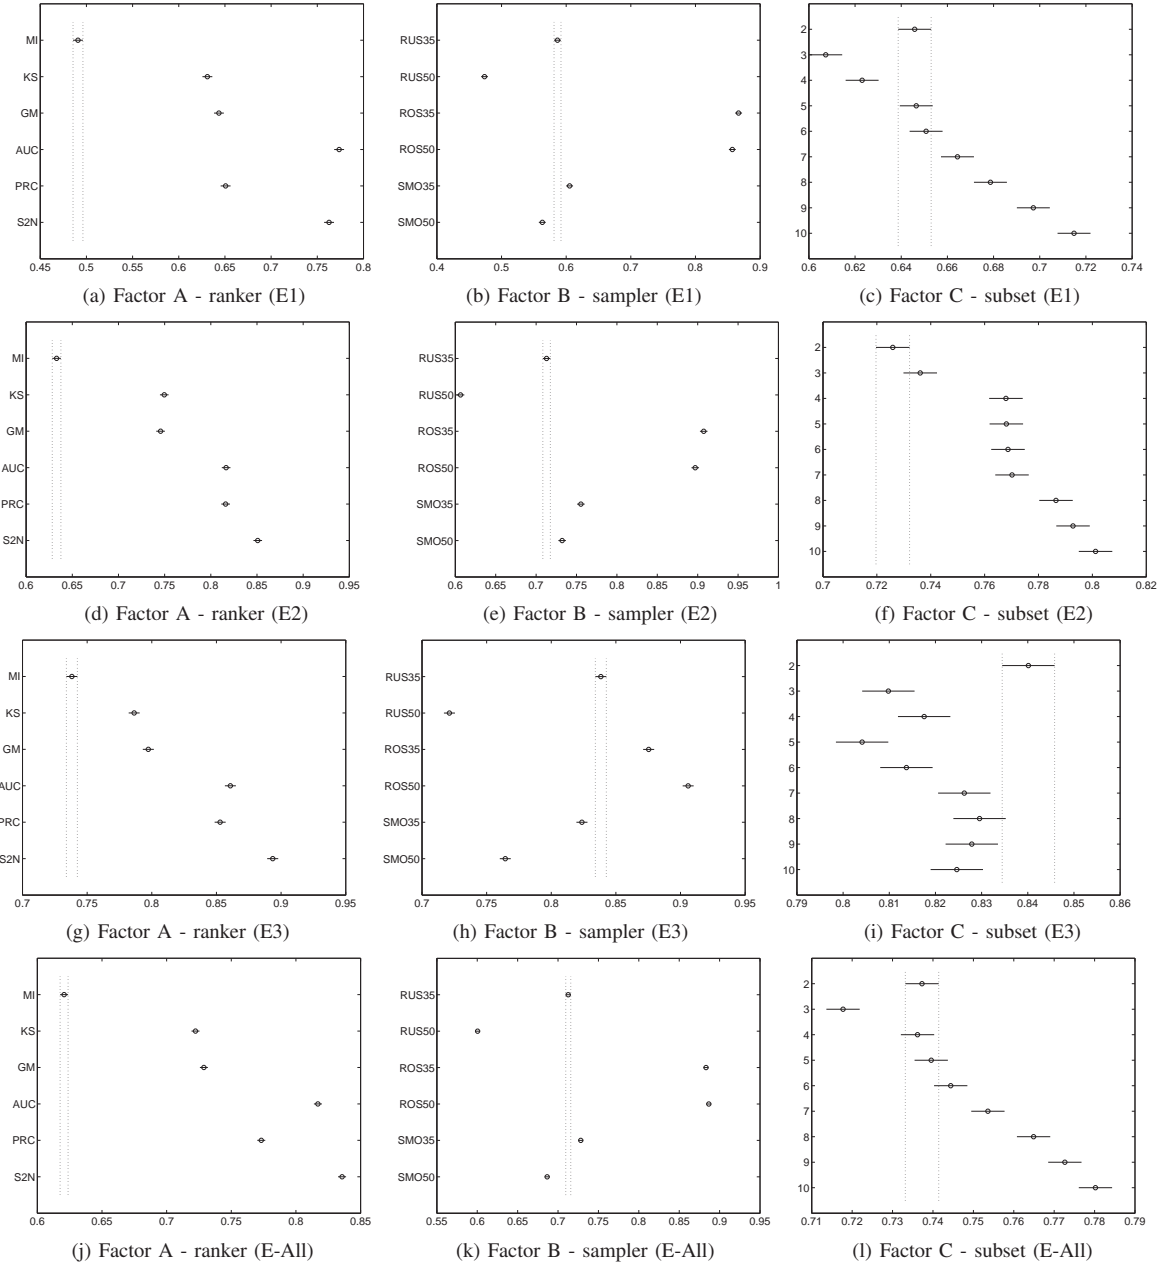 MI
KS
GM
AUC
PRC
S2N
0.45 0.5 0.55 0.6 0.65 0.7 0.75 0.8
(a) Factor A - ranker (E1)
RUS35
RUS50
ROS35
ROS50
SMO35
SMO50
0.4 0.5 0.6 0.7 0.8 0.9
(b) Factor B - sampler (E1)
2
3
4
5
6
7
8
9
10
0.6 0.62 0.64 0.66 0.68 0.7 0.72 0.74
(c) Factor C - subset (E1)
MI
KS
GM
AUC
PRC
S2N
0.6 0.65 0.7 0.75 0.8 0.85 0.9 0.95
(d) Factor A - ranker (E2)
RUS35
RUS50
ROS35
ROS50
SMO35
SMO50
0.6 0.65 0.7 0.75 0.8 0.85 0.9 0.95 1
(e) Factor B - sampler (E2)
2
3
4
5
6
7
8
9
10
0.7 0.72 0.74 0.76 0.78 0.8 0.82
(f) Factor C - subset (E2)
MI
KS
GM
AUC
PRC
S2N
0.7 0.75 0.8 0.85 0.9 0.95
(g) Factor A - ranker (E3)
RUS35
RUS50
ROS35
ROS50
SMO35
SMO50
0.7 0.75 0.8 0.85 0.9 0.95
(h) Factor B - sampler (E3)
2
3
4
5
6
7
8
9
10
0.79 0.8 0.81 0.82 0.83 0.84 0.85 0.86
(i) Factor C - subset (E3)
MI
KS
GM
AUC
PRC
S2N
0.6 0.65 0.7 0.75 0.8 0.85
(j) Factor A - ranker (E-All)
RUS35
RUS50
ROS35
ROS50
SMO35
SMO50
0.55 0.6 0.65 0.7 0.75 0.8 0.85 0.9 0.95
(k) Factor B - sampler (E-All)
2
3
4
5
6
7
8
9
10
0.71 0.72 0.73 0.74 0.75 0.76 0.77 0.78 0.79
(l) Factor C - subset (E-All)